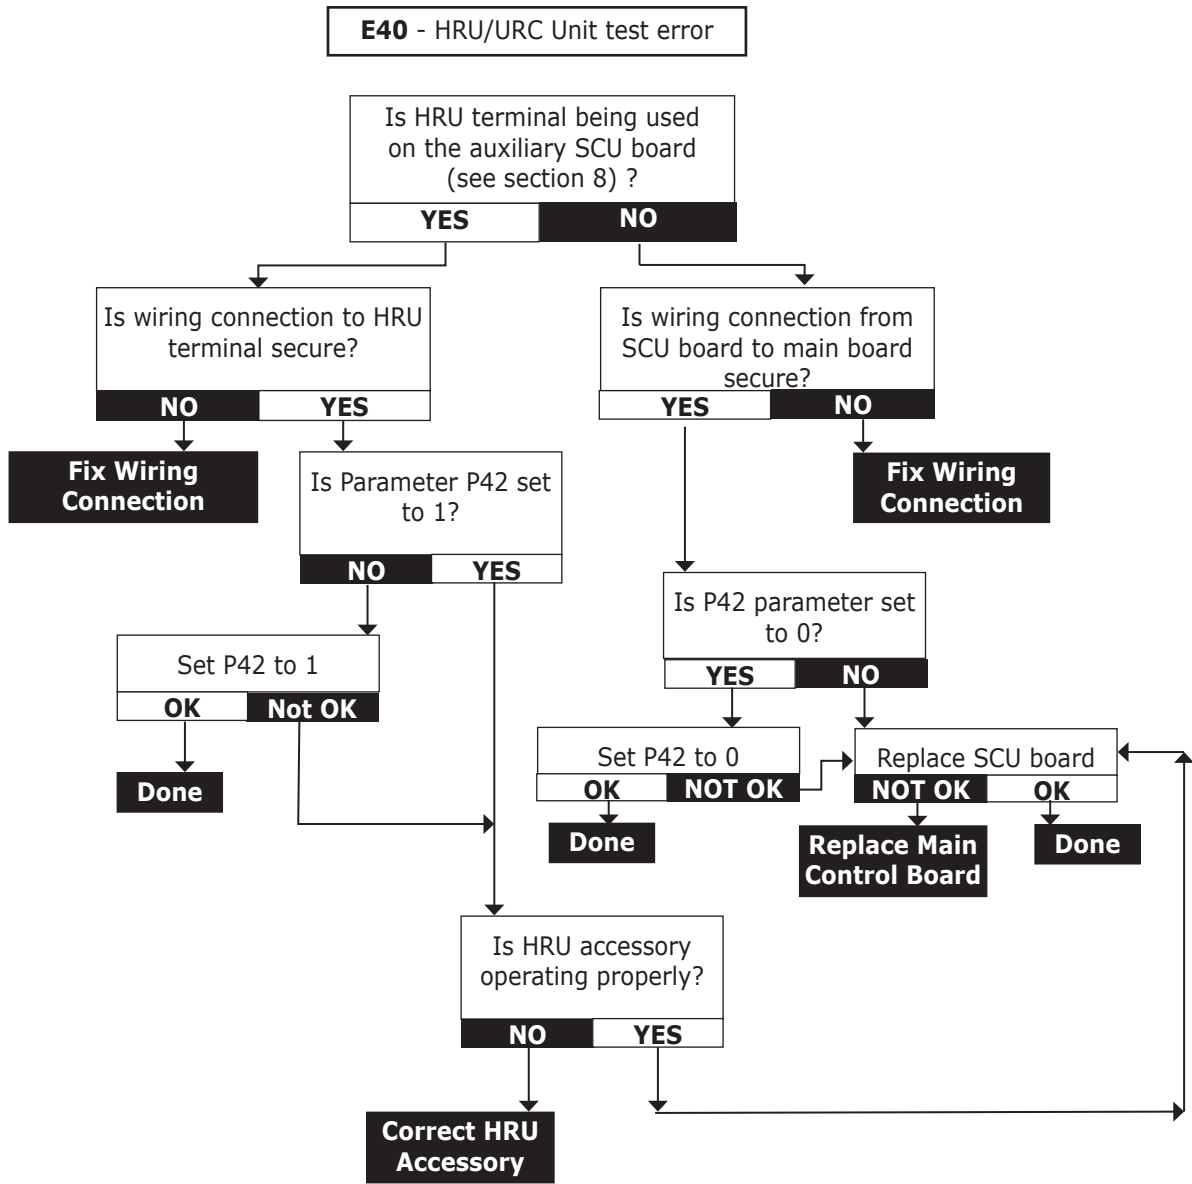 E40 - HRU/URC Unit test error
Is HRU terminal being used
on the auxiliary SCU board
(see section 8) ?
YES
NO
Is wiring connection to HRU
terminal secure?
NO
YES
Is wiring connection from
SCU board to main board
secure?
YES
NO
Fix Wiring
Connection
Is Parameter P42 set
to 1?
NO
YES
Fix Wiring
Connection
Is P42 parameter set
to 0?
YES
NO
Set P42 to 1
OK
Not OK
Done
Set P42 to 0
OK
NOT OK
Done
Replace SCU board
NOT OK
OK
Replace Main
Control Board
Done
Is HRU accessory
operating properly?
NO
YES
Correct HRU
Accessory